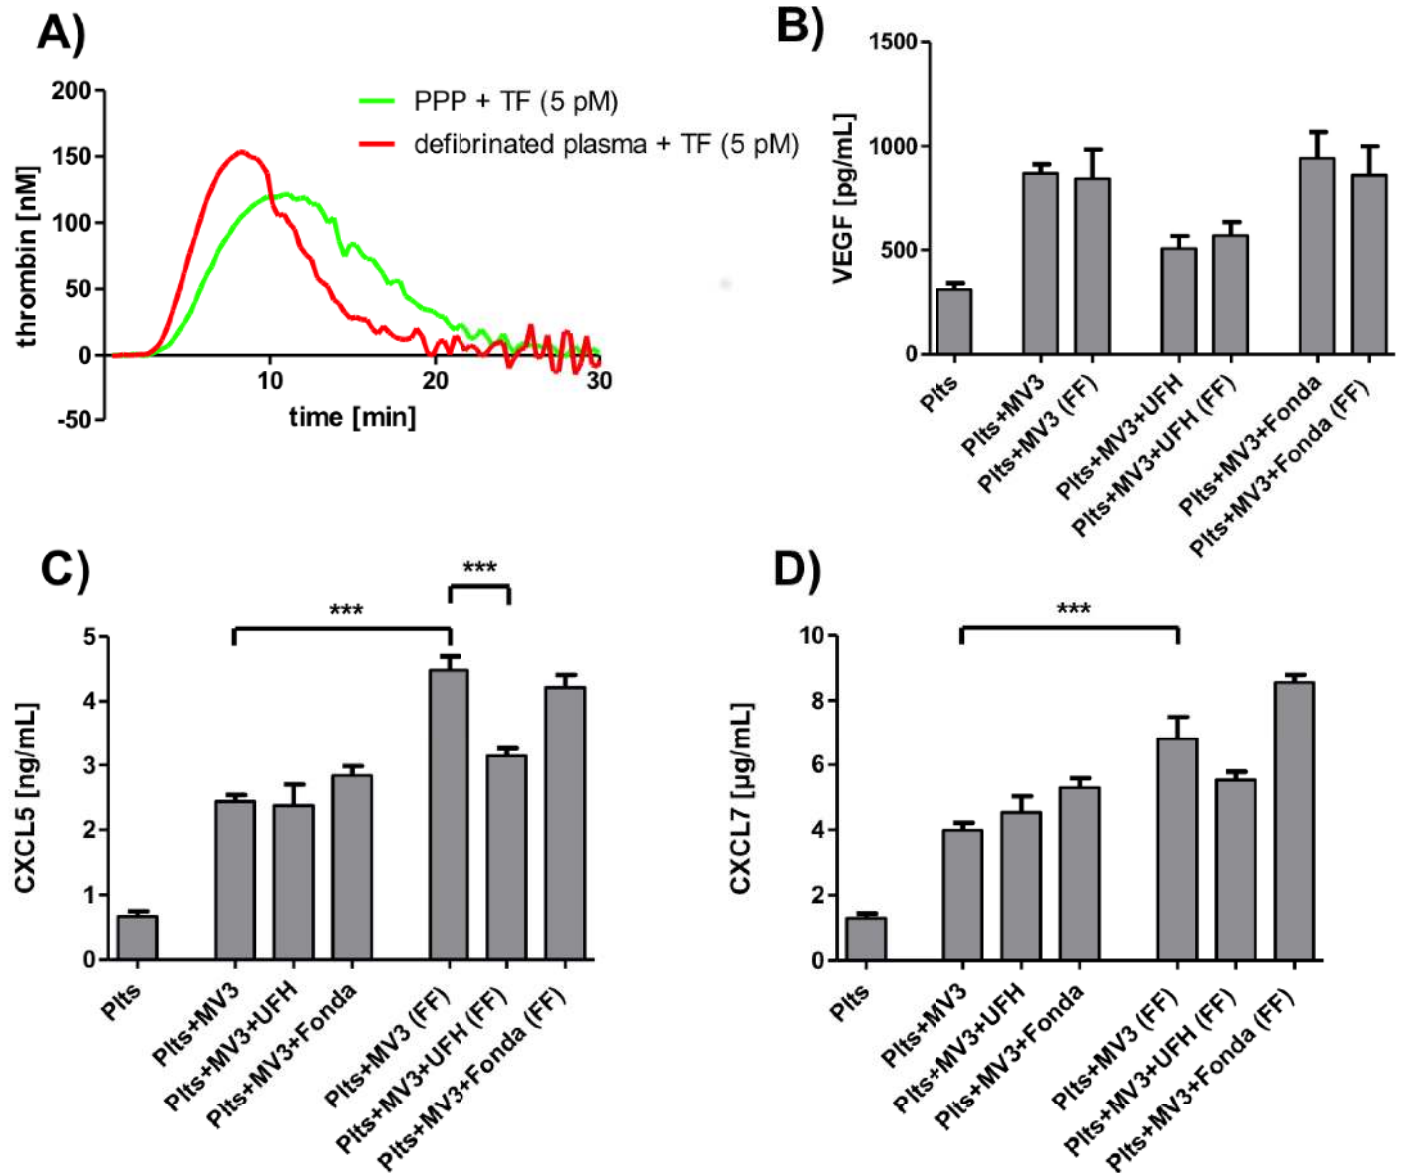 A)
200
150
100
50
0
-50
thrombin [nM]
10
20
30
time [min]
PPP + TF (5 pM)
defibrinated plasma + TF (5 pM)
B)
1500
1000
500
0
VEGF [pg/mL]
Plts
Plts+MV3
Plts+MV3 (FF)
Plts+MV3+UFH
Plts+MV3+UFH (FF)
Plts+MV3+Fonda
Plts+MV3+Fonda (FF)
C)
***
***
5
4
3
2
1
0
CXCL5 [ng/mL]
Plts
Plts+MV3
Plts+MV3+UFH
Plts+MV3+Fonda
Plts+MV3 (FF)
Plts+MV3+UFH (FF)
Plts+MV3+Fonda (FF)
D)
***
10
8
6
4
2
0
CXCL7 [µg/mL]
Plts
Plts+MV3
Plts+MV3+UFH
Plts+MV3+Fonda
Plts+MV3 (FF)
Plts+MV3+UFH (FF)
Plts+MV3+Fonda (FF)